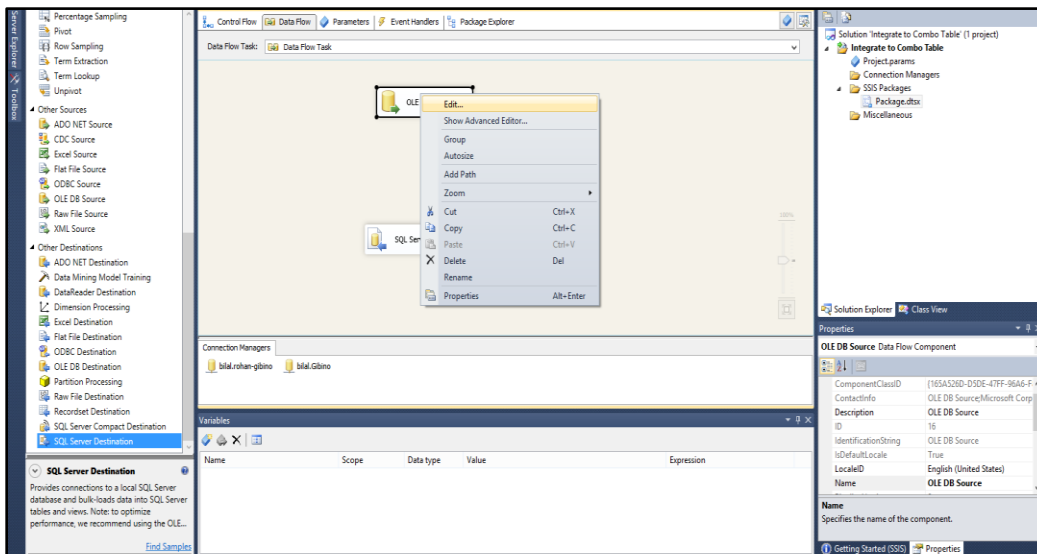 Server Explorer
Toolbox
Percentage Sampling
Pivot
Row Sampling
Term Extraction
Term Lookup
Unpivot
Other Sources
ADO NET Source
CDC Source
Excel Source
Flat File Source
ODBC Source
OLE DB Source
Raw File Source
XML Source
Other Destinations
ADO NET Destination
Data Mining Model Training
DataReader Destination
Dimension Processing
Excel Destination
Flat File Destination
ODBC Destination
OLE DB Destination
Partition Processing
Raw File Destination
Recordset Destination
SQL Server Compact Destination
SQL Server Destination
SQL Server Destination
Provides connections to a local SQL Server
database and bulk-loads data into SQL Server
tables and views. Note: to optimize
performance, we recommend using the OLE...
Find Samples
Control Flow Data Flow Parameters Event Handlers Package Explorer
Data Flow Task: Data Flow Task
OLE
SQL Ser
Edit...
Show Advanced Editor...
Group
Autosize
Add Path
Zoom
Cut Ctrl+X
Copy Ctrl+C
Paste Ctrl+V
Delete Del
Rename
Properties Alt+Enter
Connection Managers
bilal.rohan-gibino bilal.Gibino
Variables
Name Scope Data type Value Expression
Solution 'Integrate to Combo Table' (1 project)
Integrate to Combo Table
Project.params
Connection Managers
SSIS Packages
Package.dtsx
Miscellaneous
Solution Explorer Class View
Properties
OLE DB Source Data Flow Component
ComponentClassID {165A526D-D5DE-47FF-96A6-F
ContactInfo OLE DB Source;Microsoft Corp
Description OLE DB Source
ID 16
IdentificationString OLE DB Source
IsDefaultLocale True
LocaleID English (United States)
Name OLE DB Source
Name
Specifies the name of the component.
Getting Started (SSIS) Properties